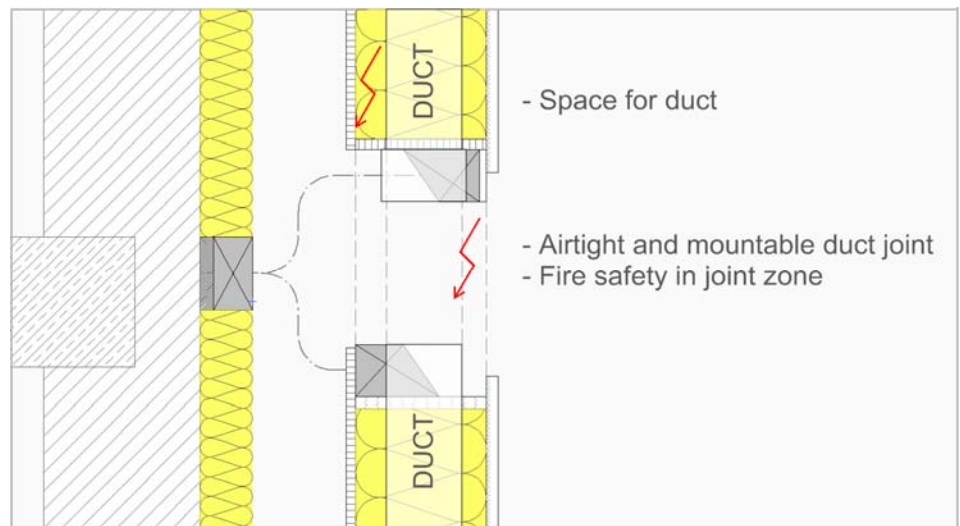 DUCT
- Space for duct
- Airtight and mountable duct joint
- Fire safety in joint zone
DUCT